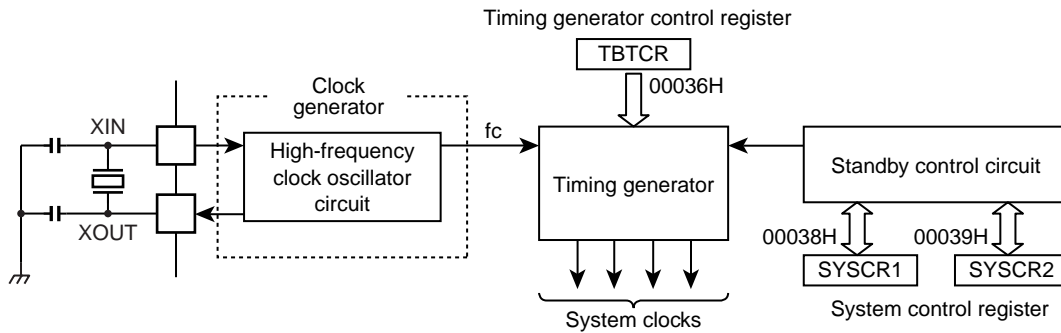 Timing generator control register
TBTCR
00036H
Clock
generator
XIN
High-frequency
clock oscillator
circuit
fc
Timing generator
Standby control circuit
XOUT
00038H
00039H
SYSCR1
SYSCR2
System clocks
System control register